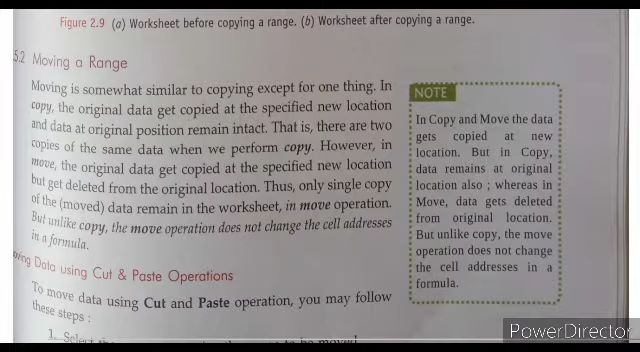 Figure 2.9 (a) Worksheet before copying a range. (b) Worksheet after copying a range.
5.2 Moving a Range
Moving is somewhat similar to copying except for one thing. In
copy, the original data get copied at the specified new location
and data at original position remain intact. That is, there are two
copies of the same data when we perform copy. However, in
move, the original data get copied at the specified new location
but get deleted from the original location. Thus, only single copy
of the (moved) data remain in the worksheet, in move operation.
But unlike copy, the move operation does not change the cell addresses
in a formula.
NOTE
In Copy and Move the data
gets copied at new
location. But in Copy,
data remains at original
location also ; whereas in
Move, data gets deleted
from original location.
But unlike copy, the move
operation does not change
the cell addresses in a
formula.
Data using Cut & Paste Operations
To move data using Cut and Paste operation, you may follow
these steps :
1. Select to be moved
PowerDirector